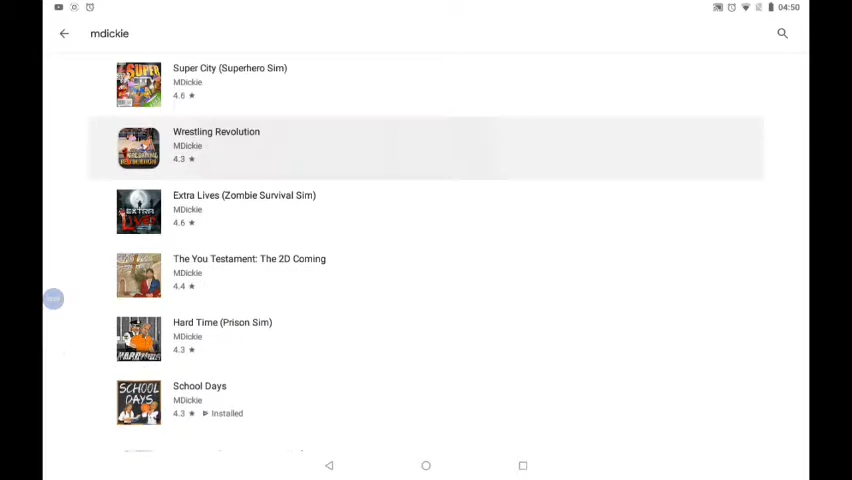 04:50
mdickie
Super City (Superhero Sim)
MDickie
4.6 ★
Wrestling Revolution
MDickie
4.3 ★
Extra Lives (Zombie Survival Sim)
MDickie
4.6 ★
The You Testament: The 2D Coming
MDickie
4.4 ★
Hard Time (Prison Sim)
MDickie
4.3 ★
SCHOOL
DAYS
School Days
MDickie
4.3 ★ Installed